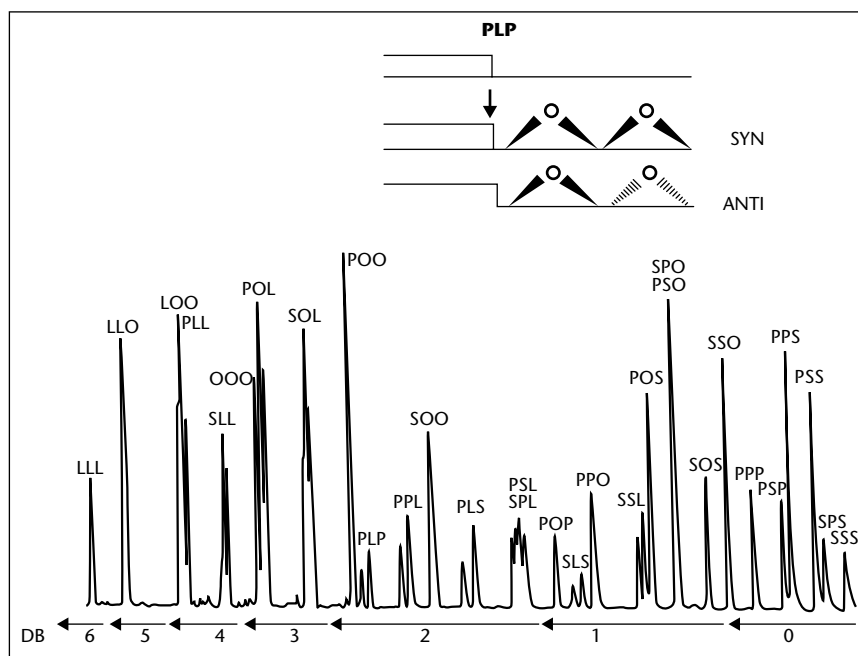 PLP
SYN
ANTI
LLL
LLO
LOO
PLL
SLL
OOO
POL
SOL
POO
PLP
PPL
SOO
PLS
PSL
SPL
POP
SLS
PPO
SSL
POS
SPO
PSO
SOS
SSO
PPP
PSP
PPS
PSS
SPS
SSS
DB 6 5 4 3 2 1 0